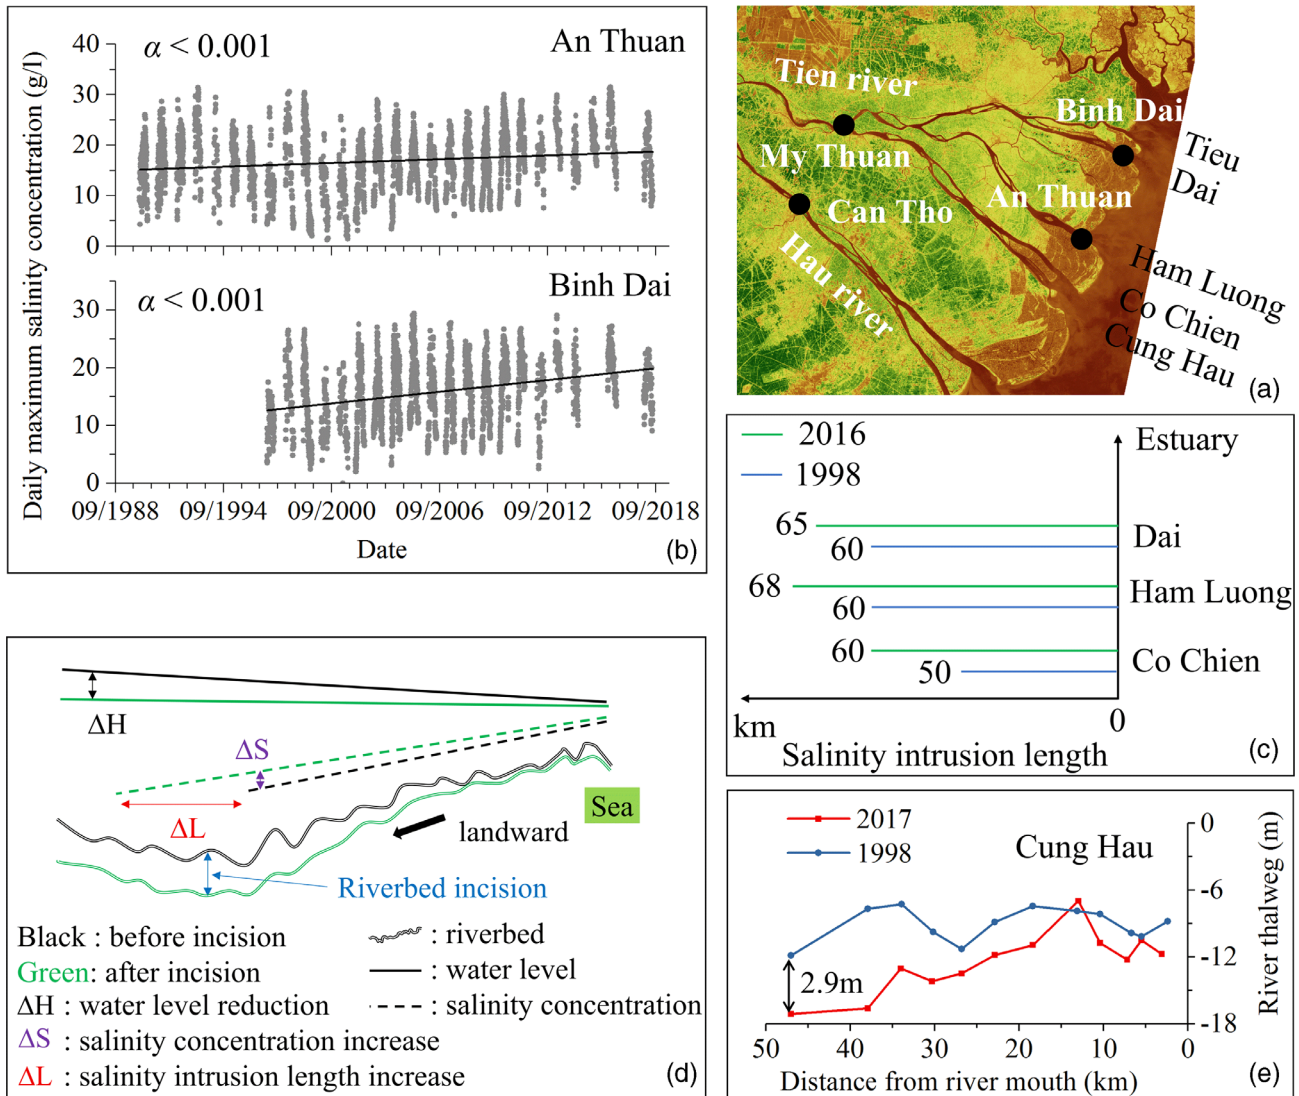 Daily maximum salinity concentration (g/l)
40
30
20
10
0
α < 0.001
An Thuan
30
20
10
0
α < 0.001
Binh Dai
09/1988 09/1994 09/2000 09/2006 09/2012 09/2018
Date
(b)
Tien river
Binh Dai
My Thuan
An Thuan
Can Tho
Hau river
Tieu
Dai
Ham Luong
Co Chien
Cung Hau
(a)
2016
1998
Estuary
65
60
Dai
68
60
Ham Luong
60
50
Co Chien
km
0
Salinity intrusion length
(c)
ΔH
ΔS
ΔL
Sea
landward
Riverbed incision
Black : before incision
: riverbed
Green: after incision
: water level
ΔH : water level reduction
: salinity concentration
ΔS : salinity concentration increase
ΔL : salinity intrusion length increase
(d)
2017
1998
Cung Hau
2.9m
0
-6
-12
-18
River thalweg (m)
50 40 30 20 10 0
Distance from river mouth (km)
(e)